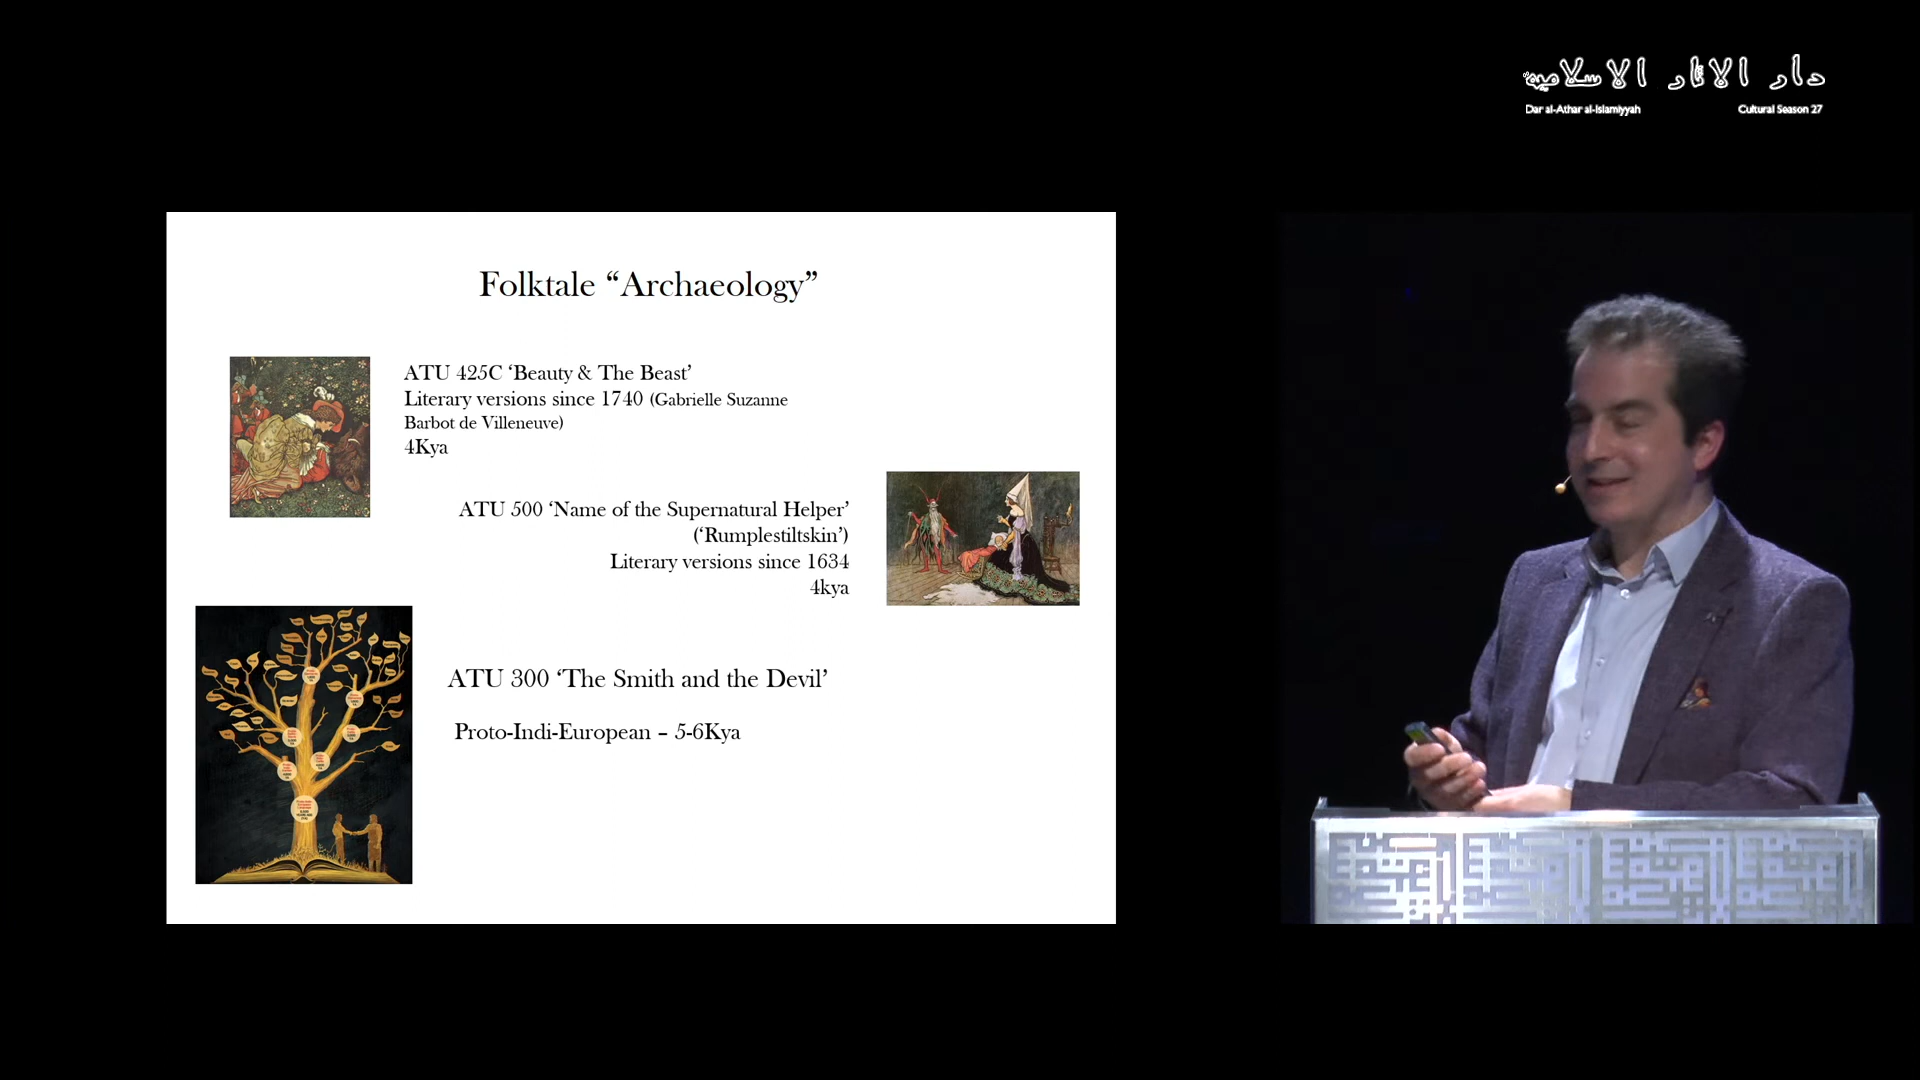 دار الآثار الاسلاميه
Dar al-Athar al-Islamiyyah
Cultural Season 27
Folktale “Archaeology”
ATU 425C ‘Beauty & The Beast’
Literary versions since 1740 (Gabrielle Suzanne
Barbot de Villeneuve)
4Kya
ATU 500 ‘Name of the Supernatural Helper’
(‘Rumplestiltskin’)
Literary versions since 1634
4kya
ATU 300 ‘The Smith and the Devil’
Proto-Indi-European – 5-6Kya